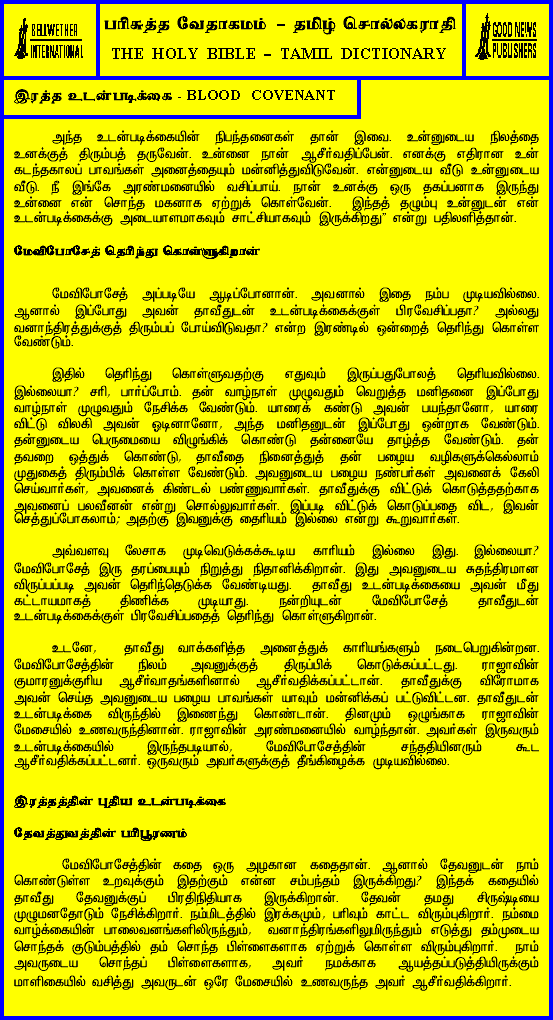 BELLWETHER
INTERNATIONAL
பரிசுத்த வேதாகமம் – தமிழ் சொல்லகராதி
THE HOLY BIBLE – TAMIL DICTIONARY
GOOD NEWS
PUBLISHERS
இரத்த உடன்படிக்கை - BLOOD COVENANT
அந்த உடன்படிக்கையின் நிபந்தனைகள் தான் இவை. உன்னுடைய நிலத்தை
உனக்குத் திரும்பத் தருவேன். உன்னை நான் ஆசீர்வதிப்பேன். எனக்கு எதிரான உன்
கடந்தகாலப் பாவங்கள் அனைத்தையும் மன்னித்துவிடுவேன். என்னுடைய வீடு உன்னுடைய
வீடு. நீ இங்கே அரண்மனையில் வசிப்பாய். நான் உனக்கு ஒரு தகப்பனாக இருந்து
உன்னை என் சொந்த மகனாக ஏற்றுக் கொள்வேன். இந்தத் தழும்பு உன்னுடன் என்
உடன்படிக்கைக்கு அடையாளமாகவும் சாட்சியாகவும் இருக்கிறது” என்று பதிலளித்தான்.
மேவிபோசேத் தெரிந்து கொள்ளுகிறான்
மேவிபோசேத் அப்படியே ஆடிப்போனான். அவனால் இதை நம்ப முடியவில்லை.
ஆனால் இப்போது அவன் தாவீதுடன் உடன்படிக்கைக்குள் பிரவேசிப்பதா? அல்லது
வனாந்திரத்துக்குத் திரும்பப் போய்விடுவதா? என்ற இரண்டில் ஒன்றைத் தெரிந்து கொள்ள
வேண்டும்.
இதில் தெரிந்து கொள்ளுவதற்கு எதுவும் இருப்பதுபோலத் தெரியவில்லை.
இல்லையா? சரி, பார்ப்போம். தன் வாழ்நாள் முழுவதும் வெறுத்த மனிதனை இப்போது
வாழ்நாள் முழுவதும் நேசிக்க வேண்டும். யாரைக் கண்டு அவன் பயந்தானோ, யாரை
விட்டு விலகி அவன் ஓடினானோ, அந்த மனிதனுடன் இப்போது ஒன்றாக வேண்டும்.
தன்னுடைய பெருமையை விழுங்கிக் கொண்டு தன்னையே தாழ்த்த வேண்டும். தன்
தவறை ஒத்துக் கொண்டு, தாவீதை நினைத்துத் தன் பழைய வழிகளுக்கெல்லாம்
முதுகைத் திருப்பிக் கொள்ள வேண்டும். அவனுடைய பழைய நண்பர்கள் அவனைக் கேலி
செய்வார்கள், அவனைக் கிண்டல் பண்ணுவார்கள். தாவீதுக்கு விட்டுக் கொடுத்ததற்காக
அவனைப் பலவீனன் என்று சொல்லுவார்கள். இப்படி விட்டுக் கொடுப்பதை விட, இவன்
செத்துப்போகலாம்; அதற்கு இவனுக்கு தைரியம் இல்லை என்று கூறுவார்கள்.
அவ்வளவு லேசாக முடிவெடுக்கக்கூடிய காரியம் இல்லை இது. இல்லையா?
மேவிபோசேத் இரு தரப்பையும் நிறுத்து நிதானிக்கிறான். இது அவனுடைய சுதந்திரமான
விருப்பப்படி அவன் தெரிந்தெடுக்க வேண்டியது. தாவீது உடன்படிக்கையை அவன் மீது
கட்டாயமாகத் திணிக்க முடியாது. நன்றியுடன் மேவிபோசேத் தாவீதுடன்
உடன்படிக்கைக்குள் பிரவேசிப்பதைத் தெரிந்து கொள்ளுகிறான்.
உடனே, தாவீது வாக்களித்த அனைத்துக் காரியங்களும் நடைபெறுகின்றன.
மேவிபோசேத்தின் நிலம் அவனுக்குத் திருப்பிக் கொடுக்கப்பட்டது. ராஜாவின்
குமாரனுக்குரிய ஆசீர்வாதங்களினால் ஆசீர்வதிக்கப்பட்டான். தாவீதுக்கு விரோமாக
அவன் செய்த அவனுடைய பழைய பாவங்கள் யாவும் மன்னிக்கப் பட்டுவிட்டன. தாவீதுடன்
உடன்படிக்கை விருந்தில் இணைந்து கொண்டான். தினமும் ஒழுங்காக ராஜாவின்
மேசையில் உணவருந்தினான். ராஜாவின் அரண்மனையில் வாழ்ந்தான். அவர்கள் இருவரும்
உடன்படிக்கையில் இருந்தபடியால், மேவிபோசேத்தின் சந்ததியினரும் கூட
ஆசீர்வதிக்கப்பட்டனர். ஒருவரும் அவர்களுக்குத் தீங்கிழைக்க முடியவில்லை.
இரத்தத்தின் புதிய உடன்படிக்கை
தேவத்துவத்தின் பரிபூரணம்
மேவிபோசேத்தின் கதை ஒரு அழகான கதைதான். ஆனால் தேவனுடன் நாம்
கொண்டுள்ள உறவுக்கும் இதற்கும் என்ன சம்பந்தம் இருக்கிறது? இந்தக் கதையில்
தாவீது தேவனுக்குப் பிரதிநிதியாக இருக்கிறான். தேவன் தமது சிருஷ்டியை
முழுமனதோடும் நேசிக்கிறார். நம்மிடத்தில் இரக்கமும், பரிவும் காட்ட விரும்புகிறார். நம்மை
வாழ்க்கையின் பாலைவனங்களிலிருந்தும், வனாந்திரங்களிலுமிருந்தும் எடுத்து தம்முடைய
சொந்தக் குடும்பத்தில் தம் சொந்த பிள்ளைகளாக ஏற்றுக் கொள்ள விரும்புகிறார். நாம்
அவருடைய சொந்தப் பிள்ளைகளாக, அவர் நமக்காக ஆயத்தப்படுத்தியிருக்கும்
மாளிகையில் வசித்து அவருடன் ஒரே மேசையில் உணவருந்த அவர் ஆசீர்வதிக்கிறார்.